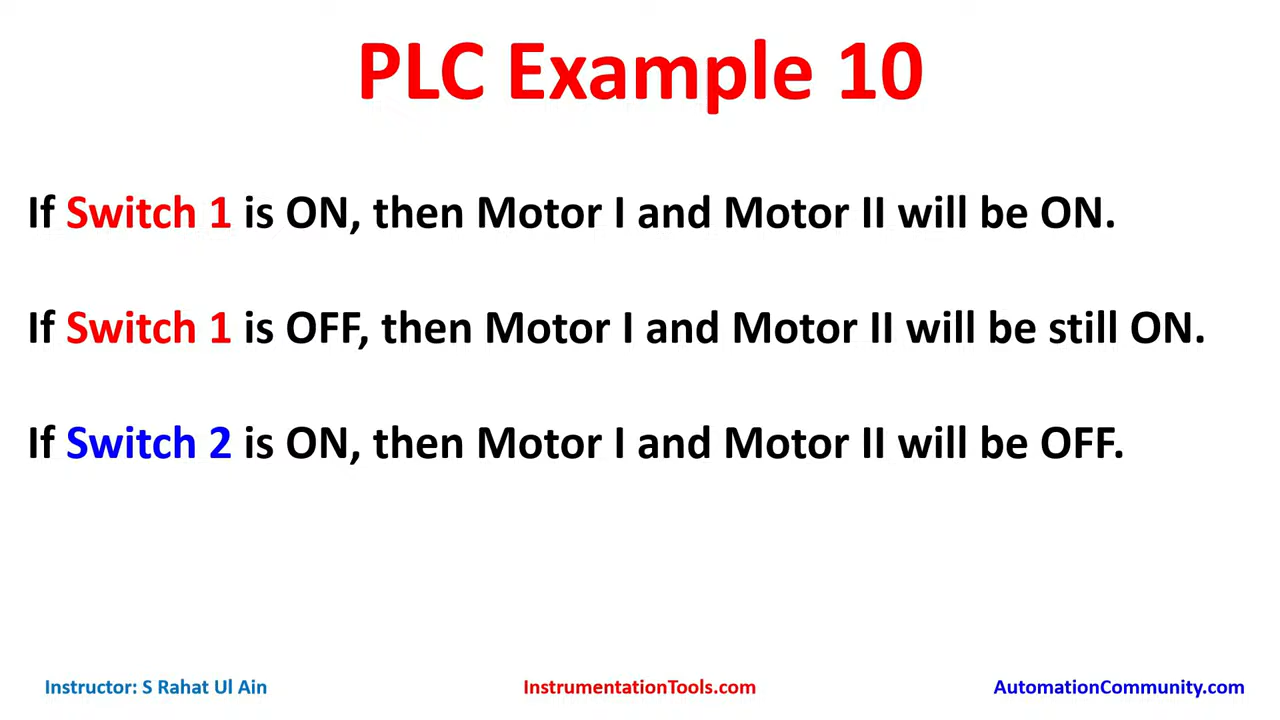 PLC Example 10
If Switch 1 is ON, then Motor I and Motor II will be ON.
If Switch 1 is OFF, then Motor I and Motor II will be still ON.
If Switch 2 is ON, then Motor I and Motor II will be OFF.
Instructor: S Rahat Ul Ain
InstrumentationTools.com
AutomationCommunity.com